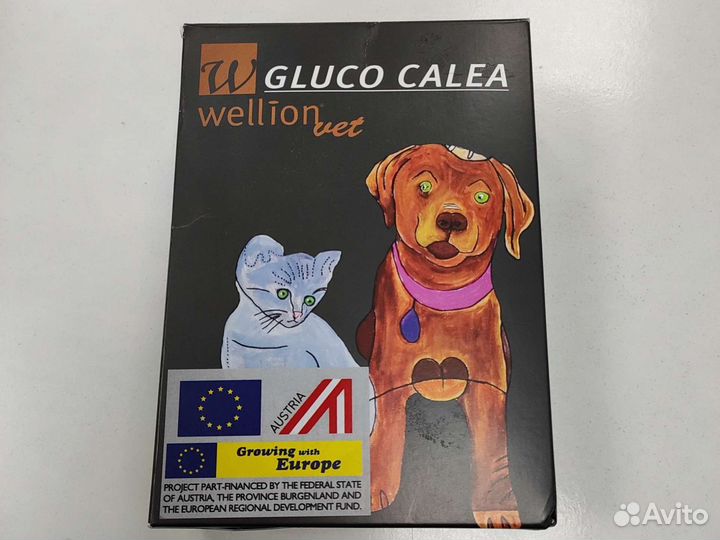 W GLUCO CALEA
wellion vet
AUSTRIA
Growing with
Europe
PROJECT PART-FINANCED BY THE FEDERAL STATE
OF AUSTRIA, THE PROVINCE BURGENLAND AND
THE EUROPEAN REGIONAL DEVELOPMENT FUND.
Avito